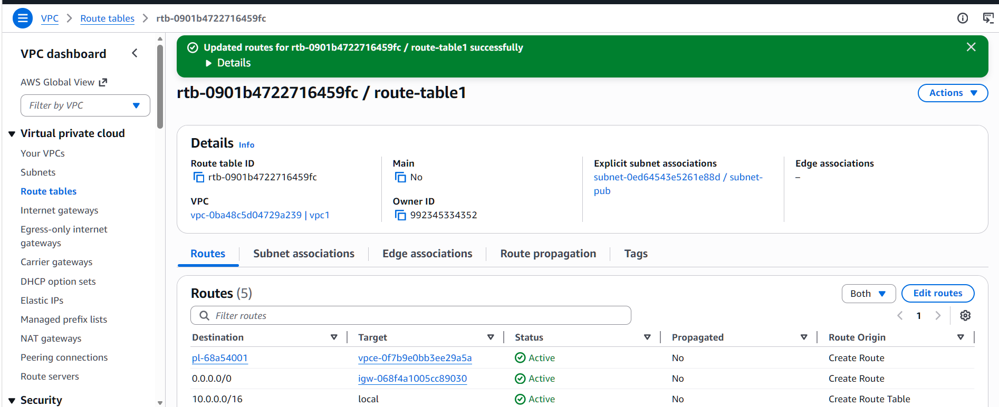 VPC > Route tables > rtb-0901b4722716459fc
VPC dashboard
AWS Global View
Filter by VPC
Virtual private cloud
Your VPCs
Subnets
Route tables
Internet gateways
Egress-only internet
gateways
Carrier gateways
DHCP option sets
Elastic IPs
Managed prefix lists
NAT gateways
Peering connections
Route servers
Security
Updated routes for rtb-0901b4722716459fc / route-table1 successfully
Details
rtb-0901b4722716459fc / route-table1
Actions
Details Info
Route table ID
rtb-0901b4722716459fc
VPC
vpc-0ba48c5d04729a239 | vpc1
Main
No
Owner ID
992345334352
Explicit subnet associations
subnet-0ed64543e5261e88d / subnet-
pub
Edge associations
–
Routes Subnet associations Edge associations Route propagation Tags
Routes (5)
Both Edit routes
Filter routes
1
Destination Target Status Propagated Route Origin
pl-68a54001 vpce-0f7b9e0bb3ee29a5a Active No Create Route
0.0.0.0/0 igw-068f4a1005cc89030 Active No Create Route
10.0.0.0/16 local Active No Create Route Table